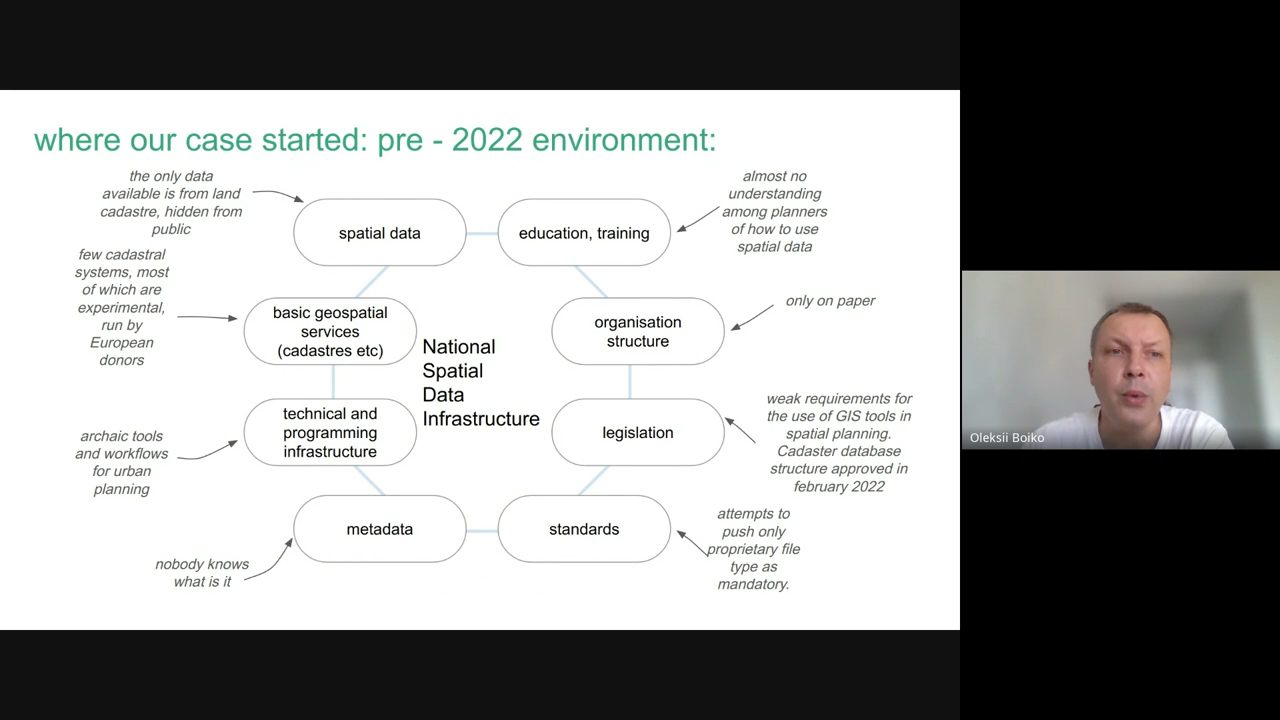 where our case started: pre - 2022 environment:
the only data
available is from land
cadastre, hidden from
public
spatial data
education, training
almost no
understanding
among planners
of how to use
spatial data
few cadastral
systems, most
of which are
experimental,
run by
European
donors
basic geospatial
services
(cadastres etc)
organisation
structure
only on paper
National
Spatial
Data
Infrastructure
archaic tools
and workflows
for urban
planning
technical and
programming
infrastructure
legislation
weak requirements for
the use of GIS tools in
spatial planning.
Cadaster database
structure approved in
february 2022
nobody knows
what is it
metadata
standards
attempts to
push only
proprietary file
type as
mandatory.
Oleksii Boiko